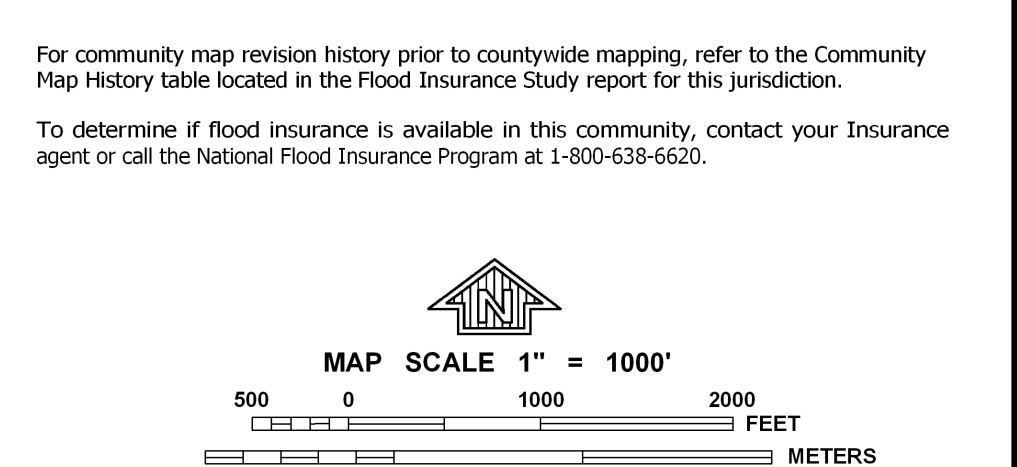 For community map revision history prior to countywide mapping, refer to the Community
Map History table located in the Flood Insurance Study report for this jurisdiction.
To determine if flood insurance is available in this community, contact your Insurance
agent or call the National Flood Insurance Program at 1-800-638-6620.
N
MAP SCALE 1" = 1000'
500 0 1000 2000
FEET
METERS